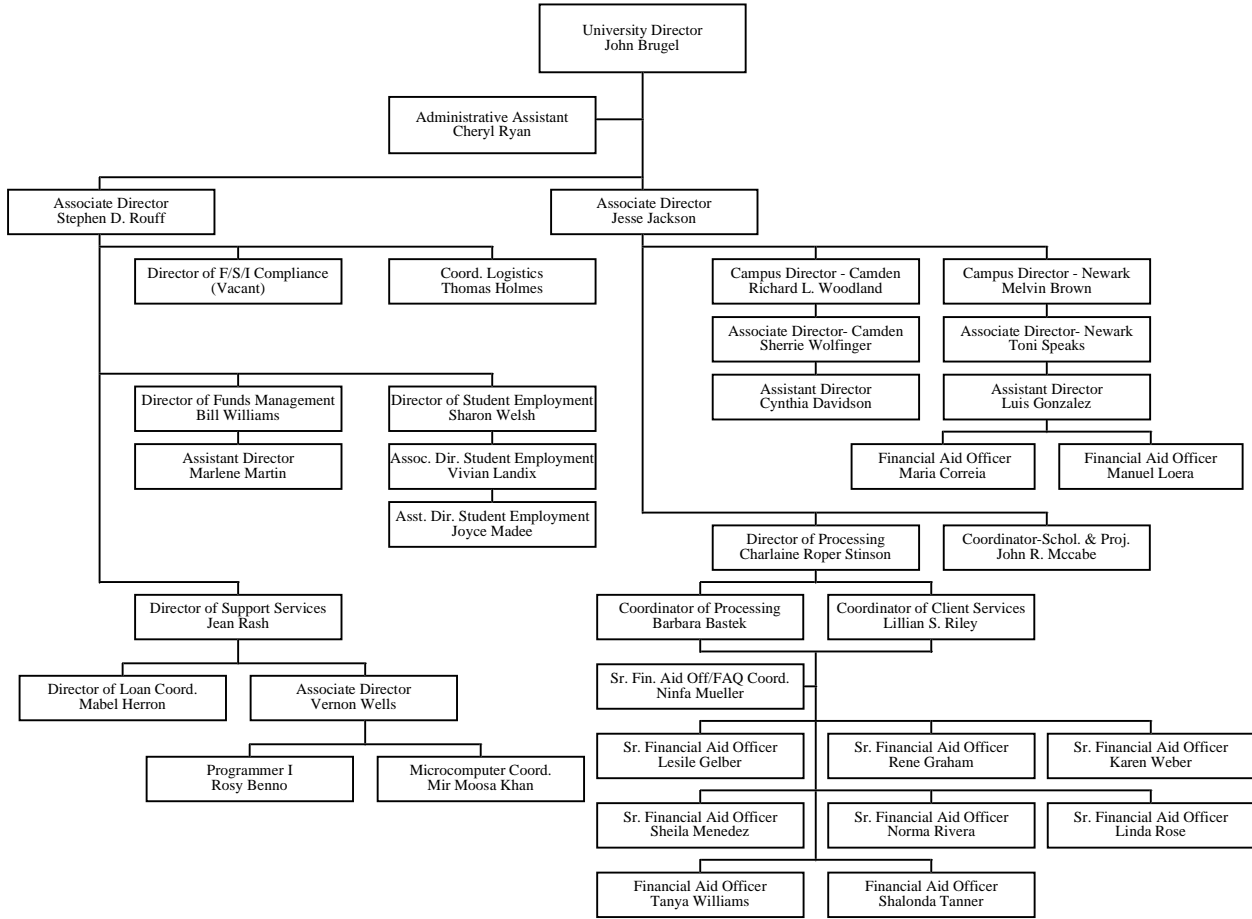 University Director
John Brugel
Administrative Assistant
Cheryl Ryan
Associate Director
Stephen D. Rouff
Associate Director
Jesse Jackson
Director of F/S/I Compliance
(Vacant)
Coord. Logistics
Thomas Holmes
Campus Director - Camden
Richard L. Woodland
Campus Director - Newark
Melvin Brown
Associate Director- Camden
Sherrie Wolfinger
Associate Director- Newark
Toni Speaks
Assistant Director
Cynthia Davidson
Assistant Director
Luis Gonzalez
Director of Funds Management
Bill Williams
Director of Student Employment
Sharon Welsh
Assistant Director
Marlene Martin
Assoc. Dir. Student Employment
Vivian Landix
Financial Aid Officer
Maria Correia
Financial Aid Officer
Manuel Loera
Asst. Dir. Student Employment
Joyce Madee
Director of Processing
Charlaine Roper Stinson
Coordinator-Schol. & Proj.
John R. Mccabe
Director of Support Services
Jean Rash
Coordinator of Processing
Barbara Bastek
Coordinator of Client Services
Lillian S. Riley
Director of Loan Coord.
Mabel Herron
Associate Director
Vernon Wells
Sr. Fin. Aid Off/FAQ Coord.
Ninfa Mueller
Programmer I
Rosy Benno
Microcomputer Coord.
Mir Moosa Khan
Sr. Financial Aid Officer
Lesile Gelber
Sr. Financial Aid Officer
Rene Graham
Sr. Financial Aid Officer
Karen Weber
Sr. Financial Aid Officer
Sheila Menedez
Sr. Financial Aid Officer
Norma Rivera
Sr. Financial Aid Officer
Linda Rose
Financial Aid Officer
Tanya Williams
Financial Aid Officer
Shalonda Tanner